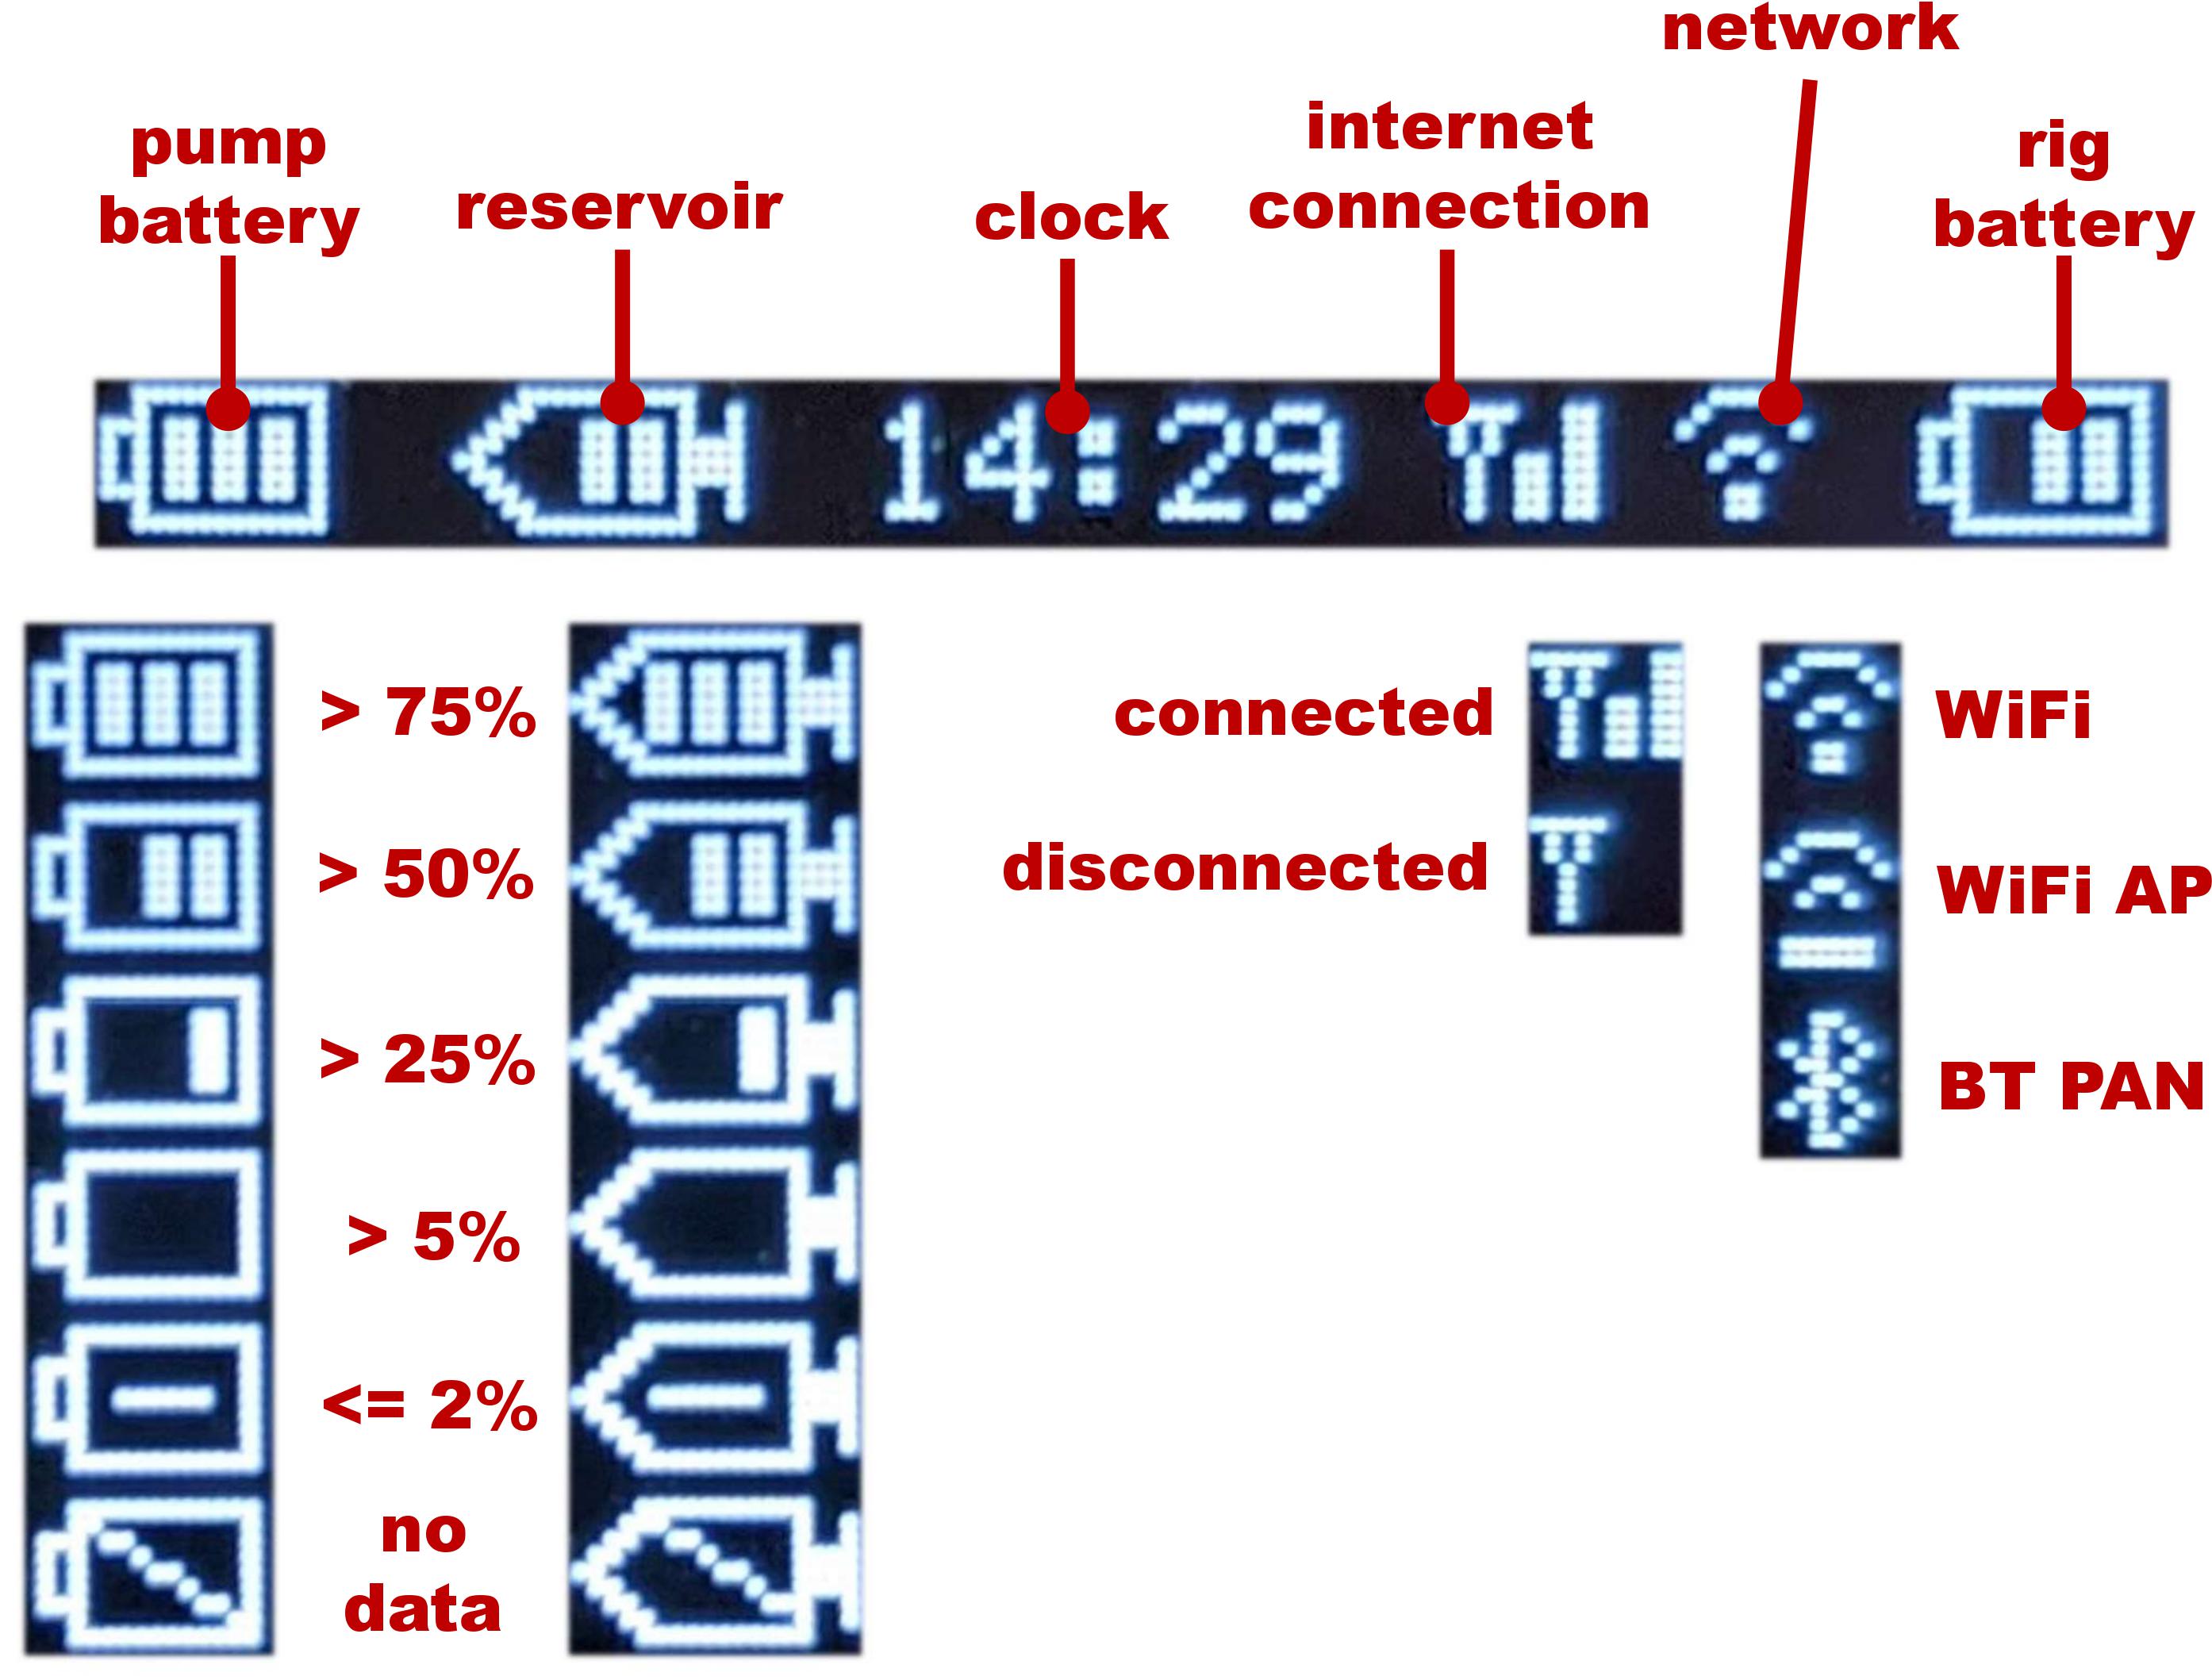 network
internet
connection
pump
battery
rig
battery
reservoir
clock
14:29
> 75%
connected
WiFi
> 50%
disconnected
WiFi AP
> 25%
BT PAN
> 5%
<= 2%
no
data